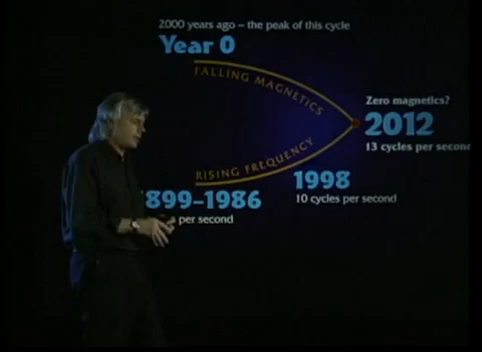 2000 years ago – the peak of this cycle
Year 0
FALLING MAGNETICS
Zero magnetics?
2012
13 cycles per secon
RISING FREQUENCY
1998
10 cycles per second
899–1986
per second